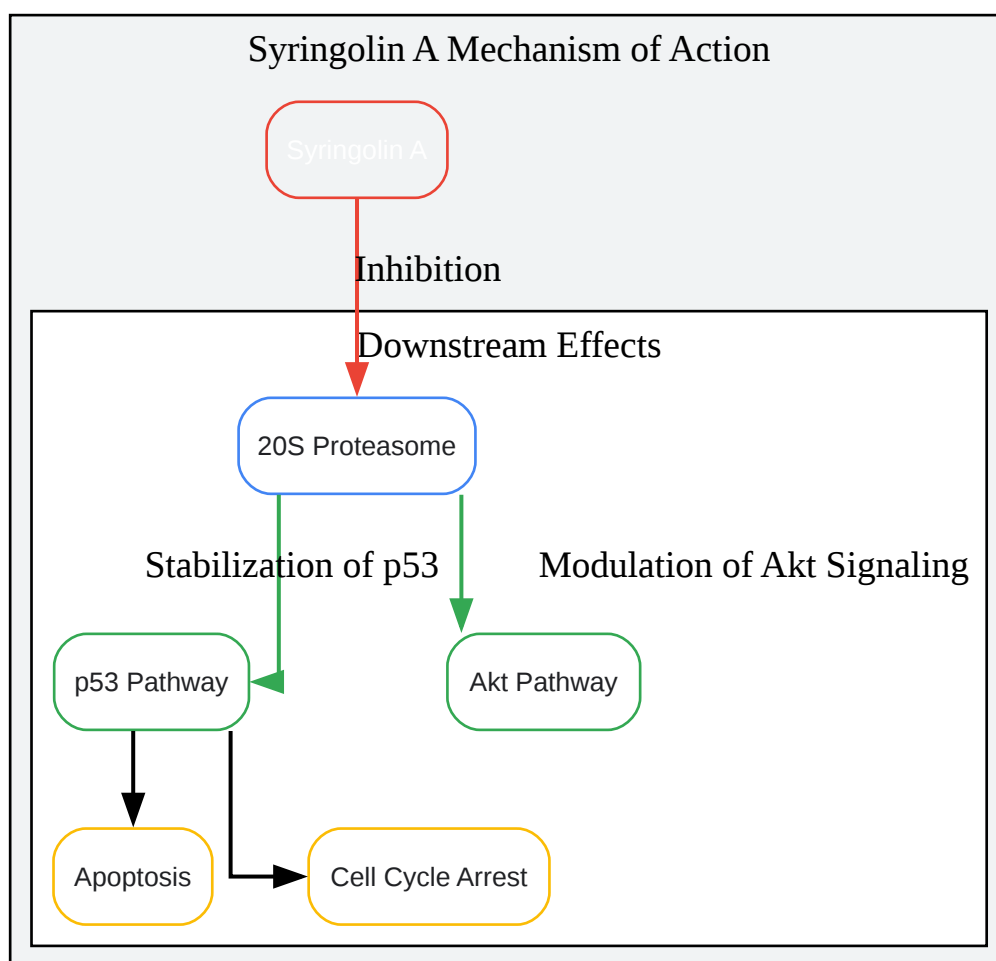 Syringolin A Mechanism of Action
Syringolin A
Inhibition
Downstream Effects
20S Proteasome
Stabilization of p53
Modulation of Akt Signaling
p53 Pathway
Akt Pathway
Apoptosis
Cell Cycle Arrest